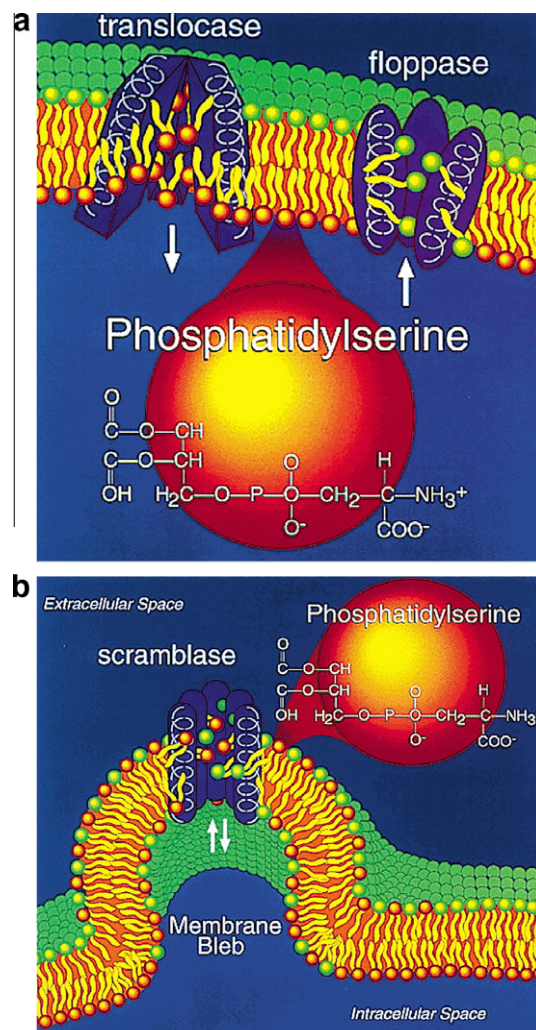 a
translocase
floppase
Phosphatidylserine
O
C—O—CH
C—O—CH O H
OH H₂C—O—P—O—CH₂—C—NH₃⁺
O⁻ COO⁻
b
Extracellular Space
Phosphatidylserine
scramblase
O
C—O—CH
C—O—CH O H
OH H₂C—O—P—O—CH₂—C—NH₃
O⁻ COO⁻
Membrane
Bleb
Intracellular Space